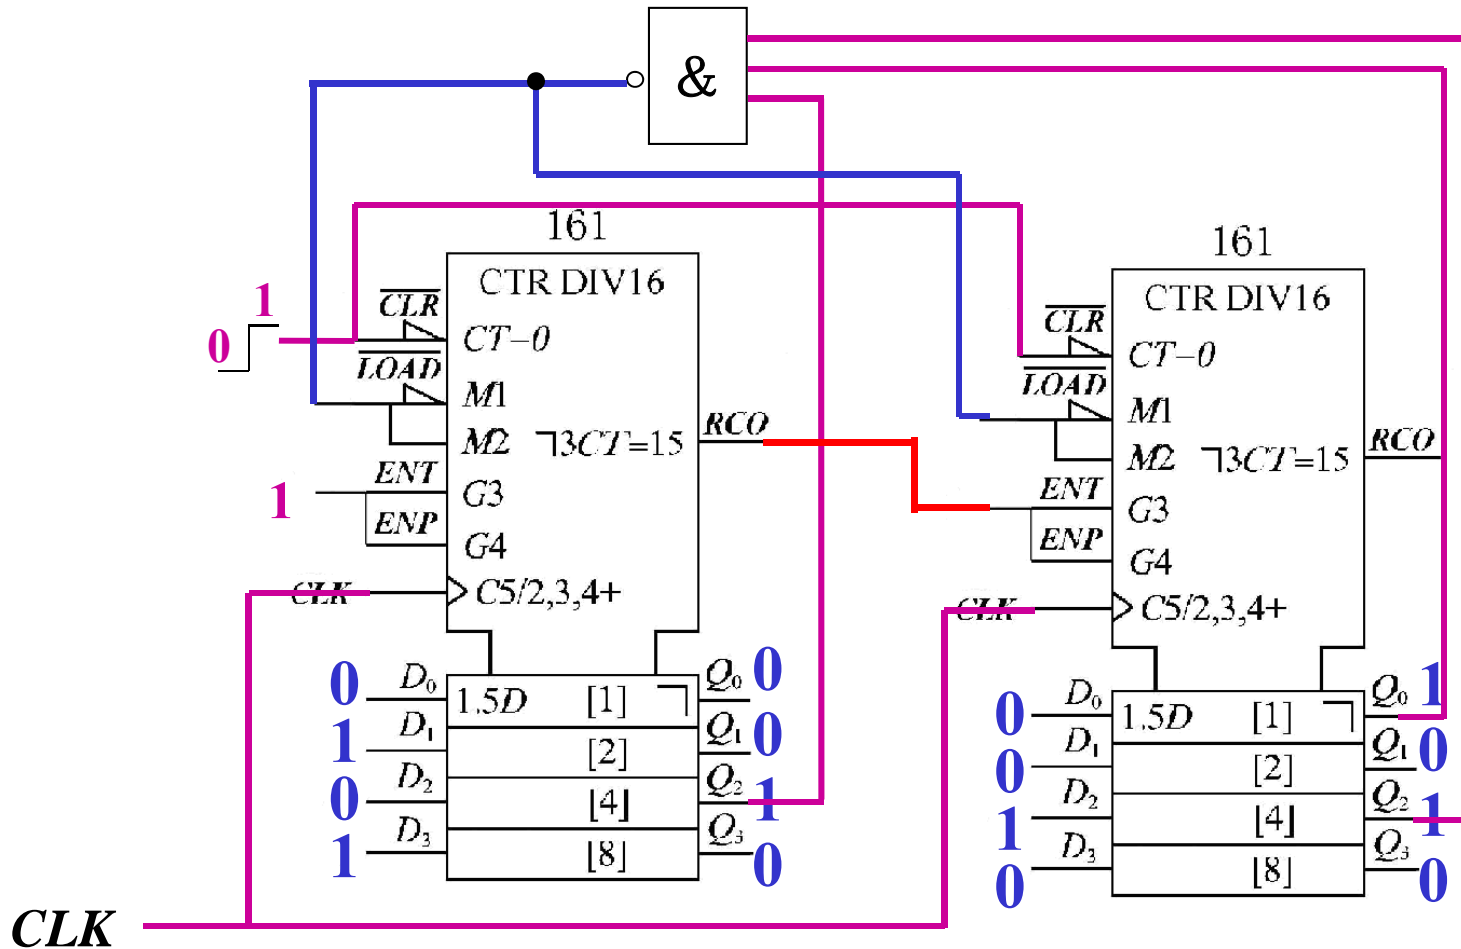 &
161
161
CTR DIV16
CTR DIV16
1
0
CLR
CT-0
CLR
CT-0
LOAD
M1
LOAD
M1
M2
¬3CT=15
RCO
M2
¬3CT=15
RCO
1
ENT
G3
ENT
G3
ENP
G4
ENP
G4
CLK
C5/2,3,4+
CLK
C5/2,3,4+
0
D₀
1.5D
[1]
Q₀
0
0
D₀
1.5D
[1]
Q₀
1
1
D₁
[2]
Q₁
0
0
D₁
[2]
Q₁
0
0
D₂
[4]
Q₂
1
1
D₂
[4]
Q₂
1
1
D₃
[8]
Q₃
0
0
D₃
[8]
Q₃
0
CLK